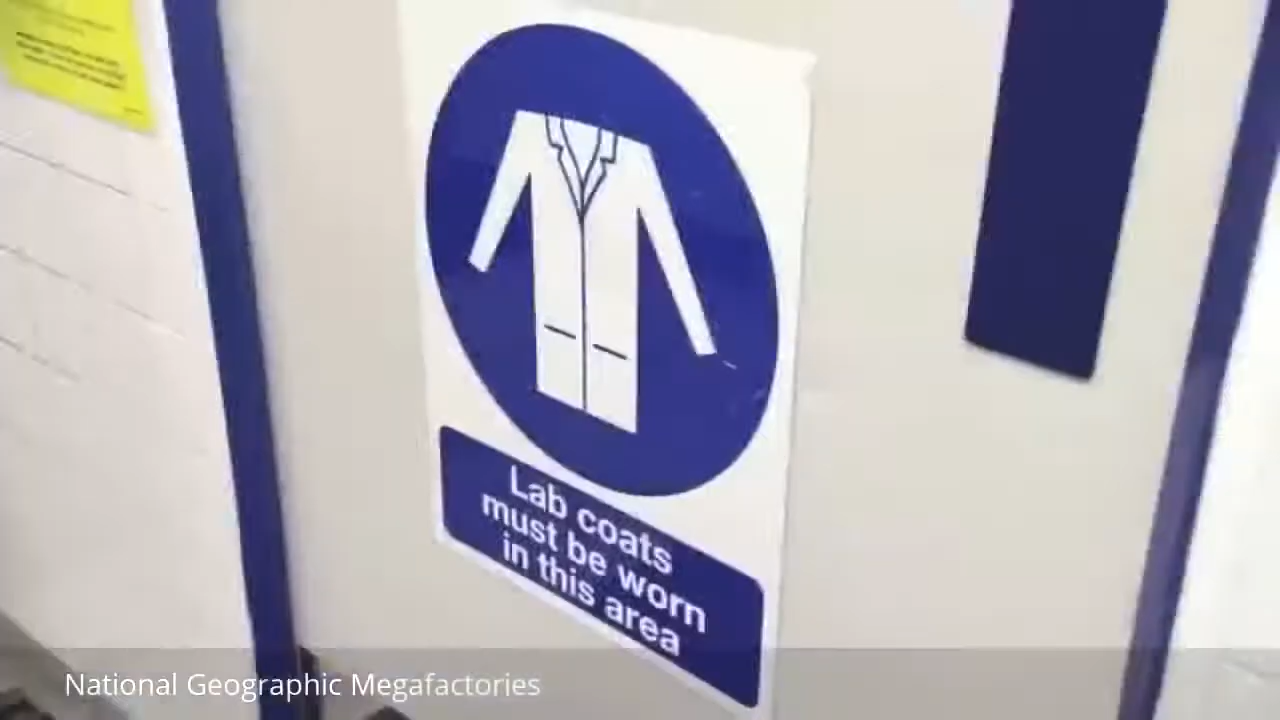 Lab coats
must be worn
in this area
National Geographic Megafactories